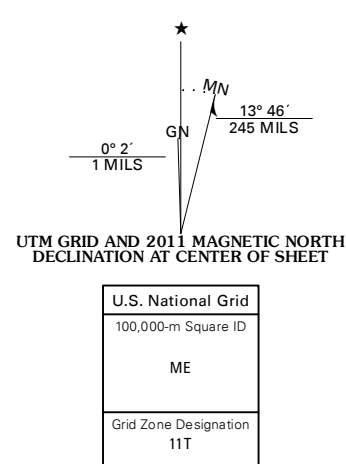 ★
MN
13° 46´
245 MILS
GN
0° 2´
1 MILS
UTM GRID AND 2011 MAGNETIC NORTH
DECLINATION AT CENTER OF SHEET
U.S. National Grid
100,000-m Square ID
ME
Grid Zone Designation
11T